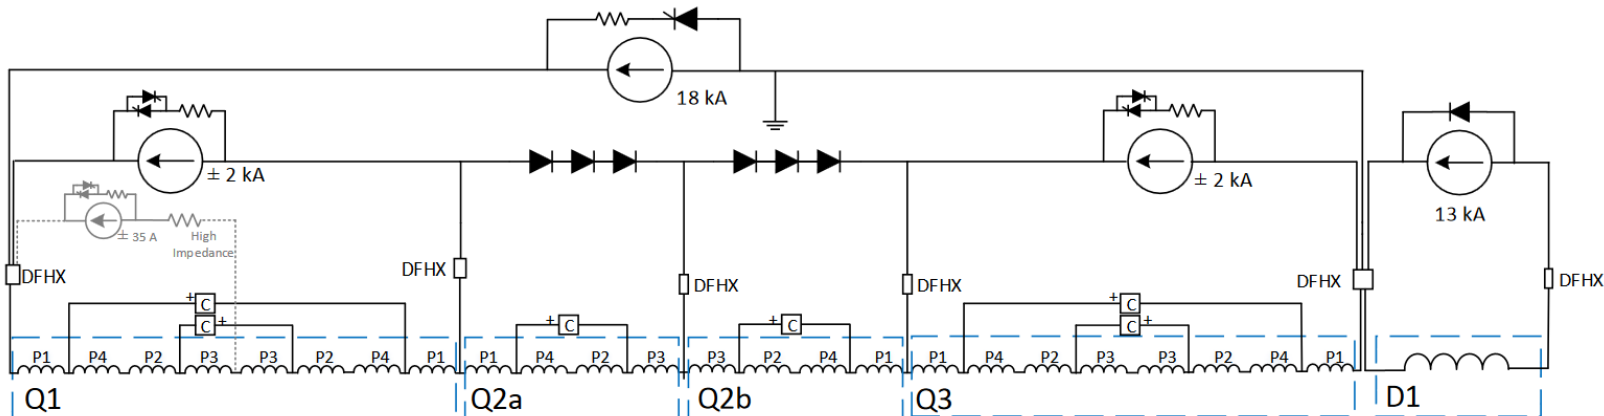 18 kA
± 2 kA
± 2 kA
13 kA
± 35 A
High
Impedance
DFHX
DFHX
DFHX
DFHX
DFHX
DFHX
+ C
C +
+ C
+ C
+ C
C +
P1 P4 P2 P3 P3 P2 P4 P1
P1 P4 P2 P3
P3 P2 P4 P1
P1 P4 P2 P3 P3 P2 P4 P1
Q1
Q2a
Q2b
Q3
D1